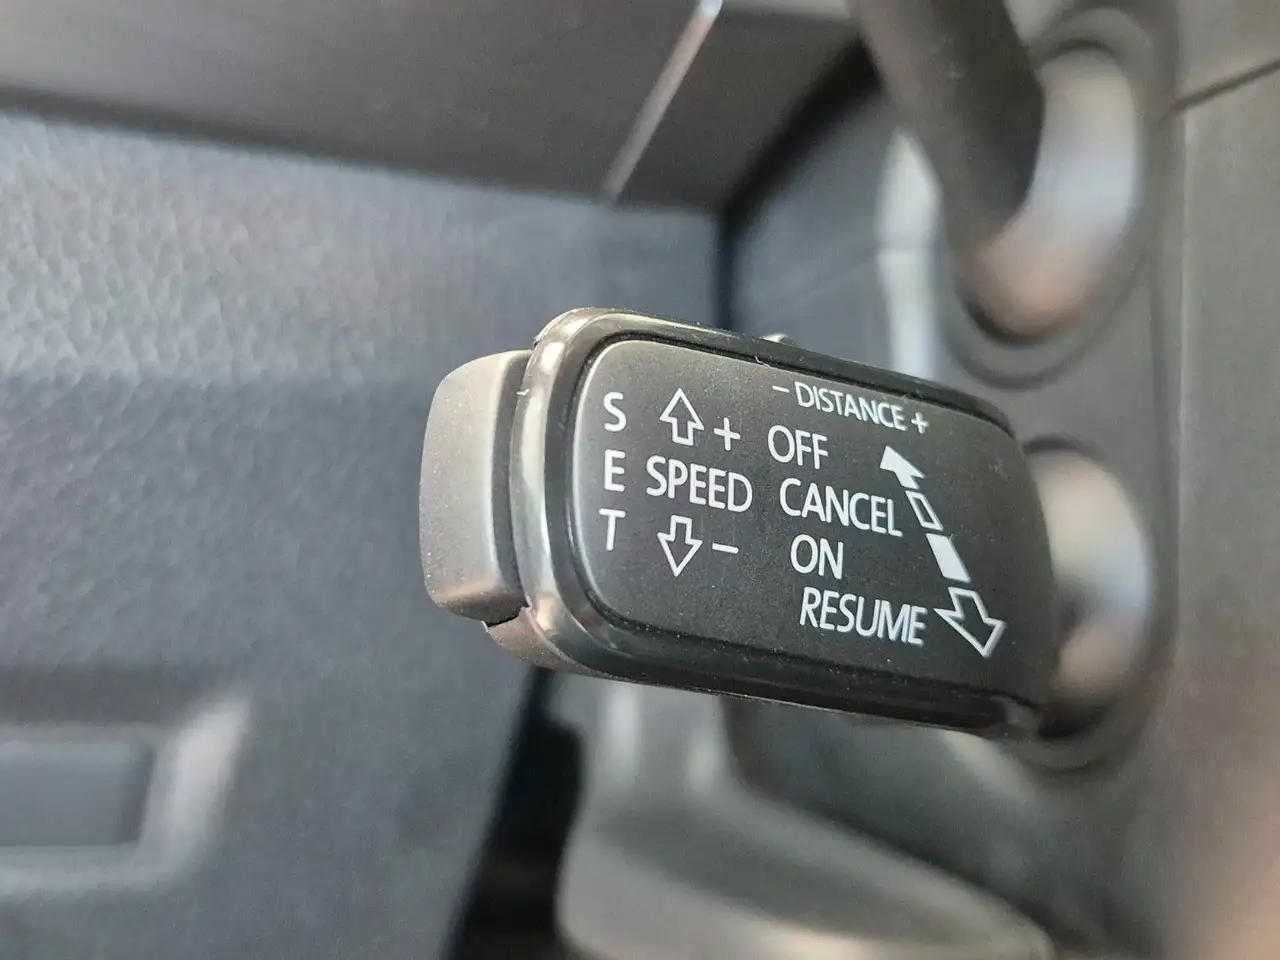 − DISTANCE +
S
E
T
+
SPEED
−
OFF
CANCEL
ON
RESUME